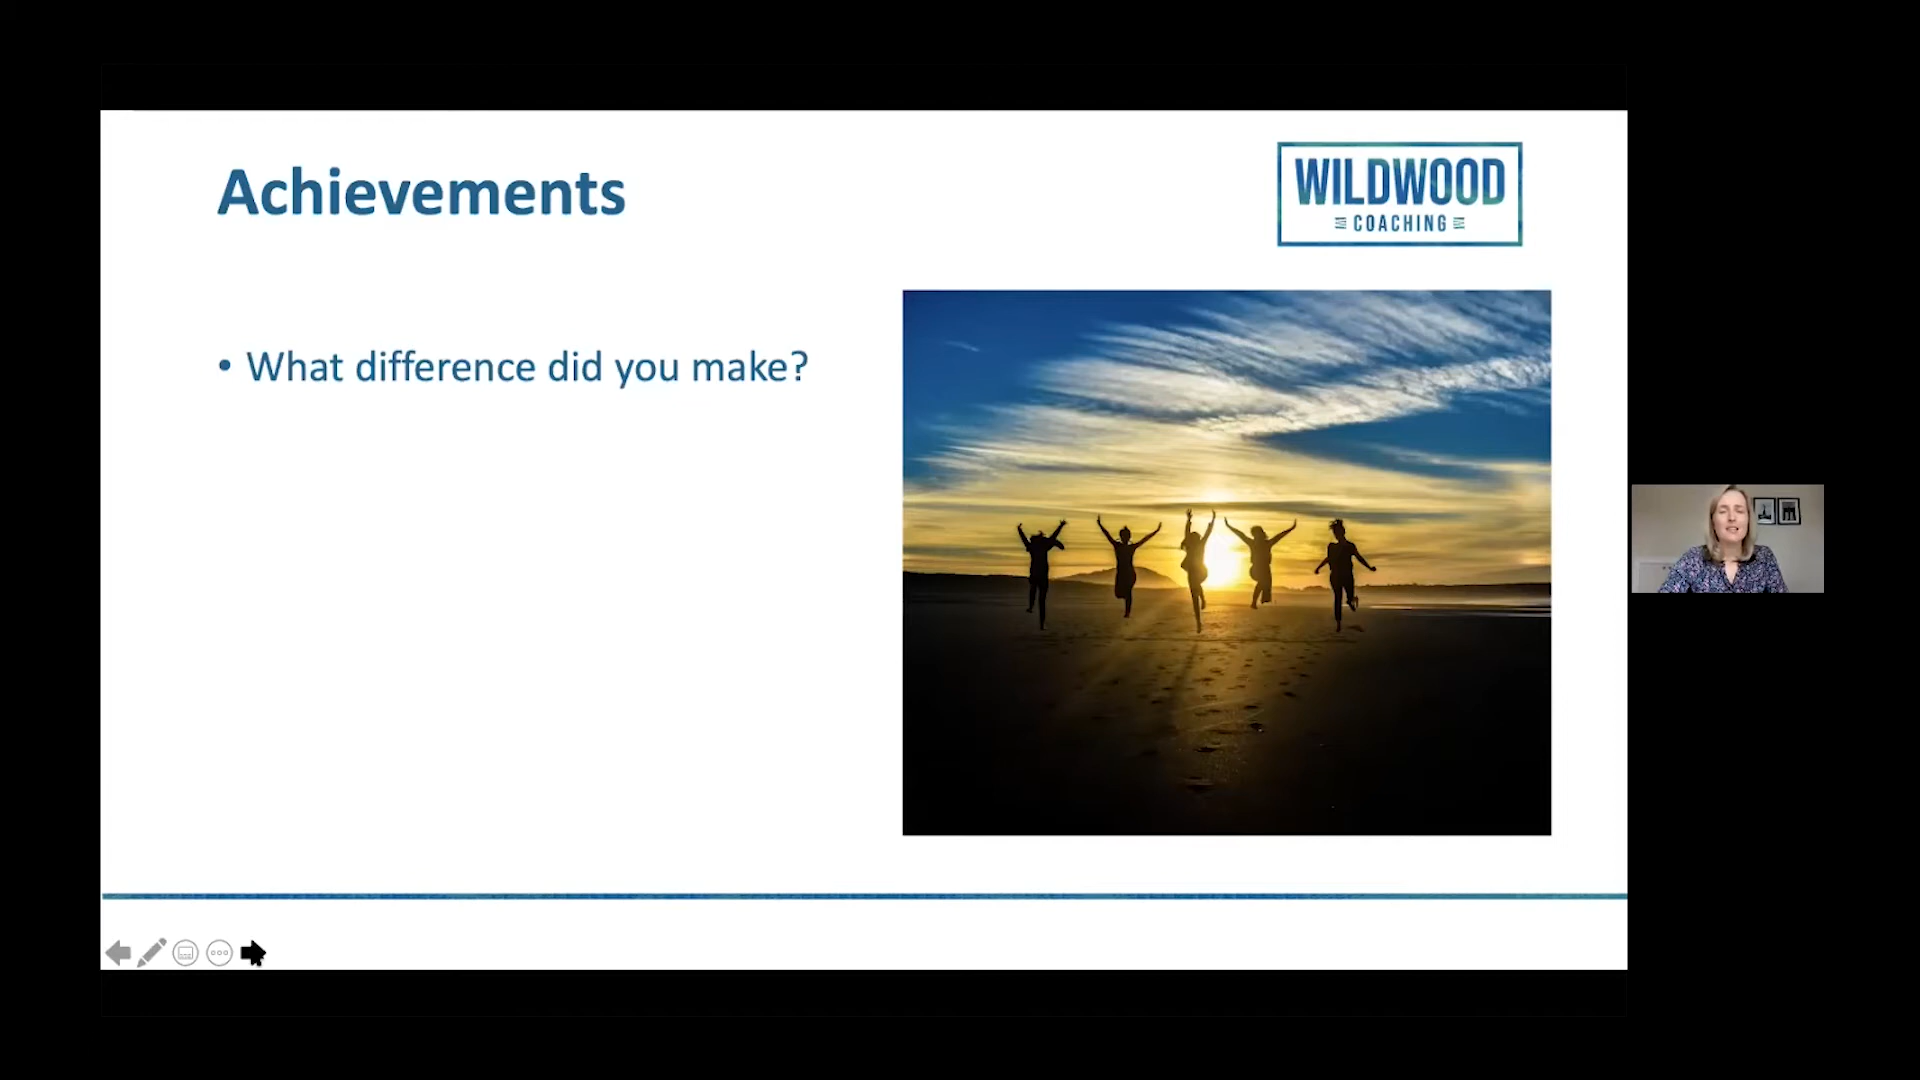 Achievements
WILDWOOD
COACHING
• What difference did you make?